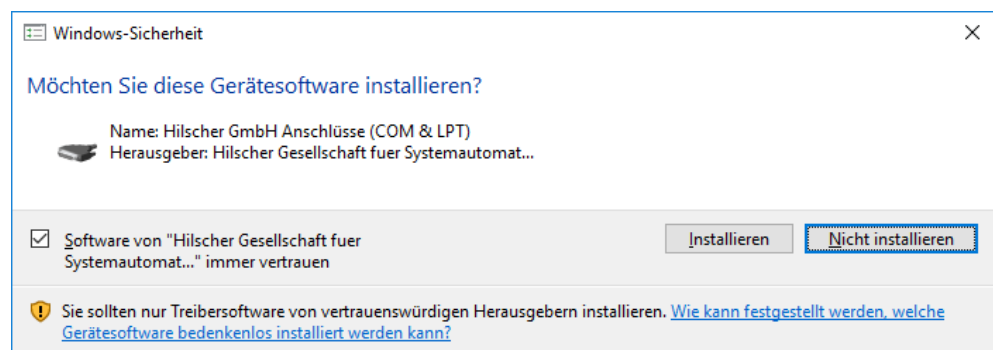 Windows-Sicherheit
Möchten Sie diese Gerätesoftware installieren?
Name: Hilscher GmbH Anschlüsse (COM & LPT)
Herausgeber: Hilscher Gesellschaft fuer Systemautomat...
Software von "Hilscher Gesellschaft fuer
Systemautomat..." immer vertrauen
Installieren
Nicht installieren
Sie sollten nur Treibersoftware von vertrauenswürdigen Herausgebern installieren. Wie kann festgestellt werden, welche
Gerätesoftware bedenkenlos installiert werden kann?